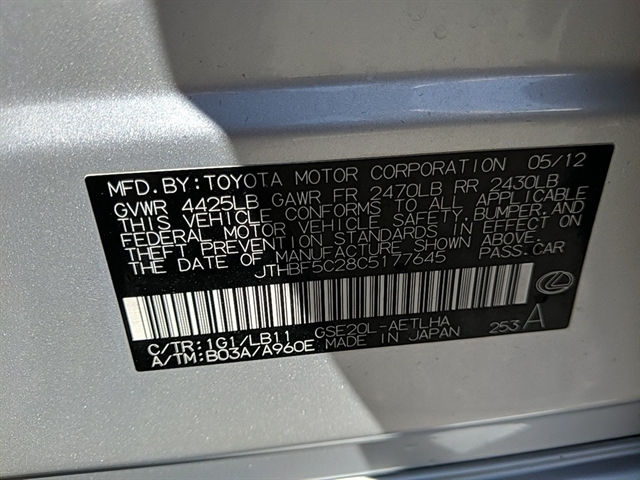 MFD.BY:TOYOTA MOTOR CORPORATION 05/12
GVWR 4425LB GAWR FR 2470LB RR 2430LB
THIS VEHICLE CONFORMS TO ALL APPLICABLE
FEDERAL MOTOR VEHICLE SAFETY, BUMPER, AND
THEFT PREVENTION STANDARDS IN EFFECT ON
THE DATE OF MANUFACTURE SHOWN ABOVE.
JTHBF5C28C5177645 PASS.CAR
C/TR:1G1/LB11 GSE20L-AETLHA 253 A
A/TM:B03A/A960E MADE IN JAPAN